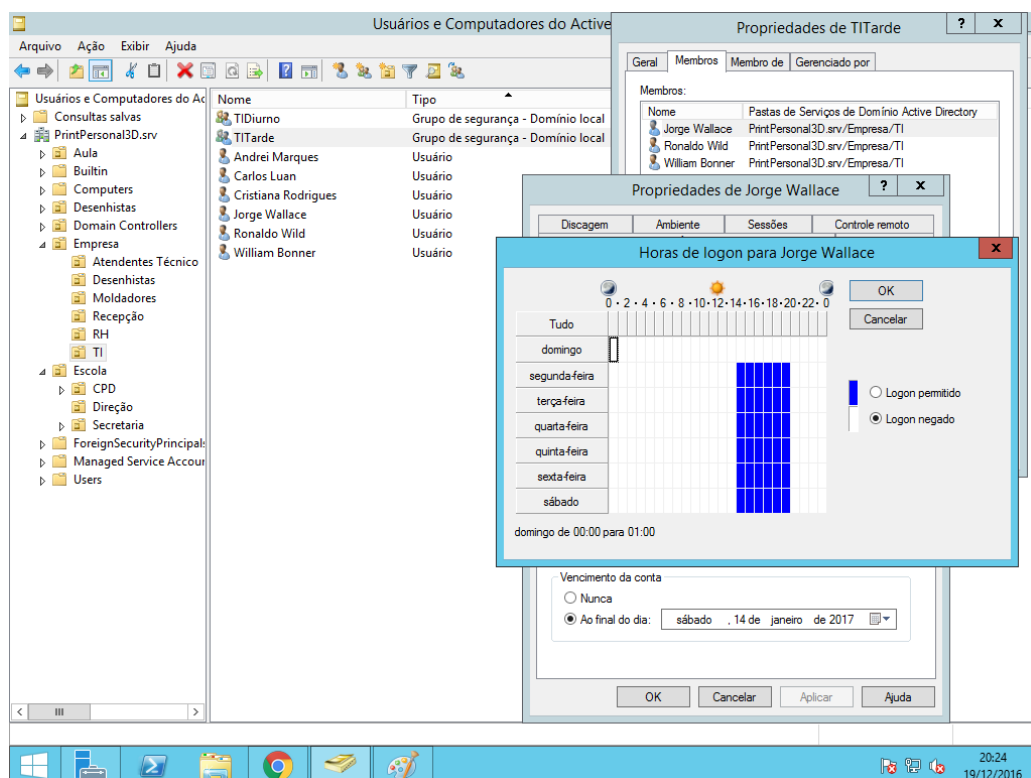 Usuários e Computadores do Active
Arquivo Ação Exibir Ajuda
Usuários e Computadores do Ac
Consultas salvas
PrintPersonal3D.srv
Aula
Builtin
Computers
Desenhistas
Domain Controllers
Empresa
Atendentes Técnico
Desenhistas
Moldadores
Recepção
RH
TI
Escola
CPD
Direção
Secretaria
ForeignSecurityPrincipals
Managed Service Accour
Users
Nome Tipo
TIDiurno Grupo de segurança - Domínio local
TITarde Grupo de segurança - Domínio local
Andrei Marques Usuário
Carlos Luan Usuário
Cristiana Rodrigues Usuário
Jorge Wallace Usuário
Ronaldo Wild Usuário
William Bonner Usuário
Propriedades de TITarde ? x
Geral Membros Membro de Gerenciado por
Membros:
Nome Pastas de Serviços de Domínio Active Directory
Jorge Wallace PrintPersonal3D.srv/Empresa/TI
Ronaldo Wild PrintPersonal3D.srv/Empresa/TI
William Bonner PrintPersonal3D.srv/Empresa/TI
Propriedades de Jorge Wallace ? x
Discagem Ambiente Sessões Controle remoto
Horas de logon para Jorge Wallace x
0 · 2 · 4 · 6 · 8 · 10 · 12 · 14 · 16 · 18 · 20 · 22 · 0
Tudo
domingo
segunda-feira
terça-feira
quarta-feira
quinta-feira
sexta-feira
sábado
OK
Cancelar
Logon permitido
Logon negado
domingo de 00:00 para 01:00
Vencimento da conta
Nunca
Ao final do dia: sábado , 14 de janeiro de 2017
OK Cancelar Aplicar Ajuda
20:24
19/12/2016